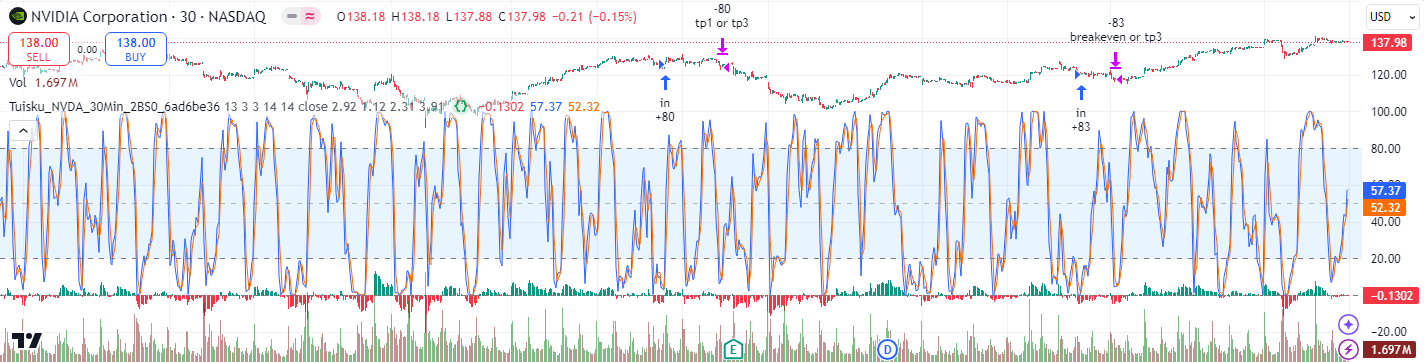 NVIDIA Corporation · 30 · NASDAQ O138.18 H138.18 L137.88 C137.98 −0.21 (−0.15%)
USD
138.00
SELL
0.00
138.00
BUY
Vol 1.697M
Tuisku_NVDA_30Min_2BS0_6ad6be36 13 3 3 14 14 close 2.92 1.12 2.31 3.91 −0.1302 57.37 52.32
-80
tp1 or tp3
in
+80
-83
breakeven or tp3
in
+83
137.98
120.00
100.00
80.00
57.37
52.32
40.00
20.00
−0.1302
−20.00
1.697M
E
D